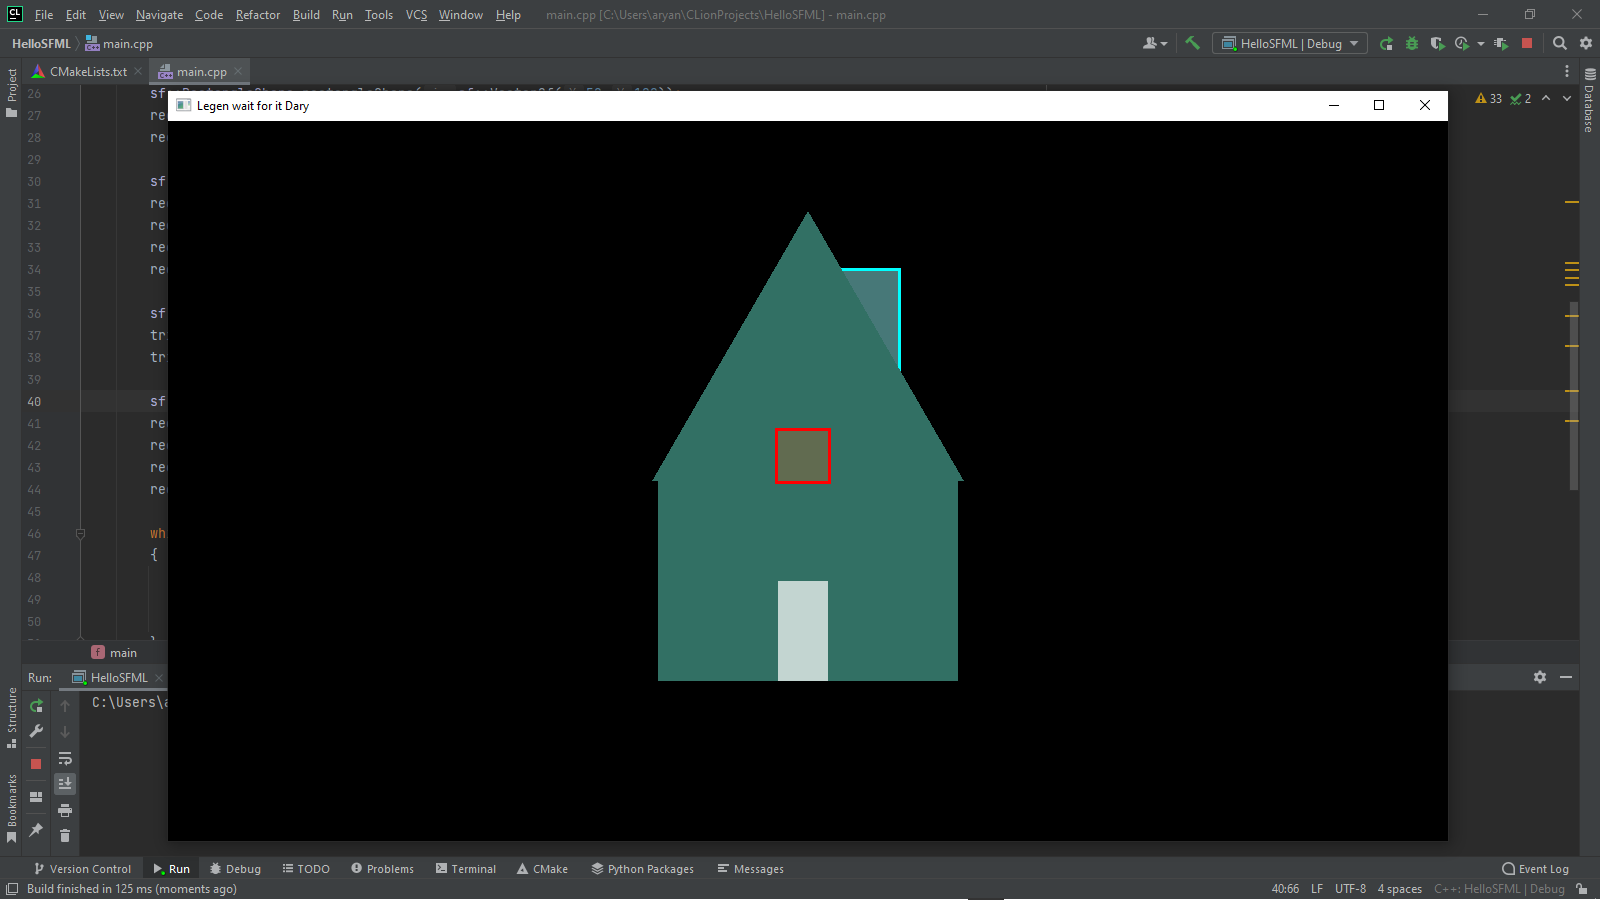 CL File Edit View Navigate Code Refactor Build Run Tools VCS Window Help main.cpp [C:\Users\aryan\CLionProjects\HelloSFML] - main.cpp
HelloSFML main.cpp HelloSFML | Debug
CMakeLists.txt main.cpp
Project
Database
Legen wait for it Dary
33 2
26 sf
27 re
28 re
29
30 sf
31 re
32 re
33 re
34 re
35
36 sf
37 tr
38 tr
39
40 sf
41 re
42 re
43 re
44 re
45
46 wh
47 {
48
49
50
f main
Run: HelloSFML
C:\Users\a
Structure
Bookmarks
Version Control Run Debug TODO Problems Terminal CMake Python Packages Messages Event Log
Build finished in 125 ms (moments ago) 40:66 LF UTF-8 4 spaces C++: HelloSFML | Debug